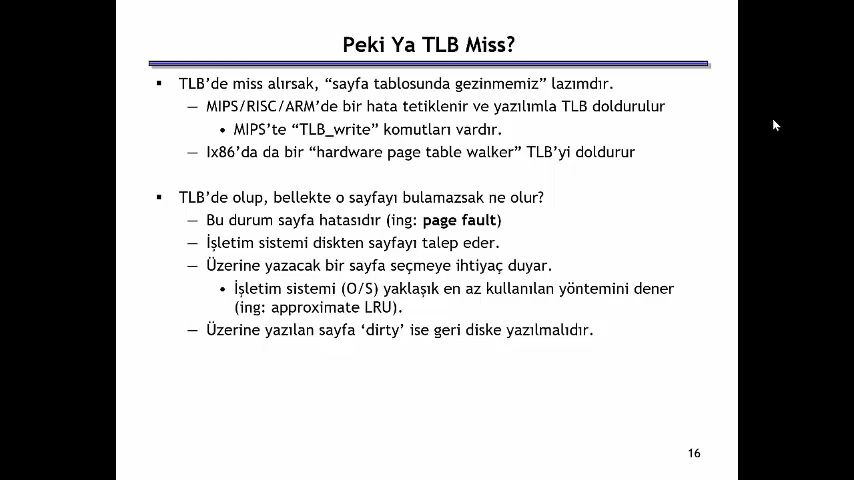 Peki Ya TLB Miss?
▪ TLB’de miss alırsak, “sayfa tablosunda gezinmemiz” lazımdır.
— MIPS/RISC/ARM’de bir hata tetiklenir ve yazılımla TLB doldurulur
• MIPS’te “TLB_write” komutları vardır.
— Ix86’da da bir “hardware page table walker” TLB’yi doldurur
▪ TLB’de olup, bellekte o sayfayı bulamazsak ne olur?
— Bu durum sayfa hatasıdır (ing: page fault)
— İşletim sistemi diskten sayfayı talep eder.
— Üzerine yazacak bir sayfa seçmeye ihtiyaç duyar.
• İşletim sistemi (O/S) yaklaşık en az kullanılan yöntemini dener
(ing: approximate LRU).
— Üzerine yazılan sayfa ‘dirty’ ise geri diske yazılmalıdır.
16